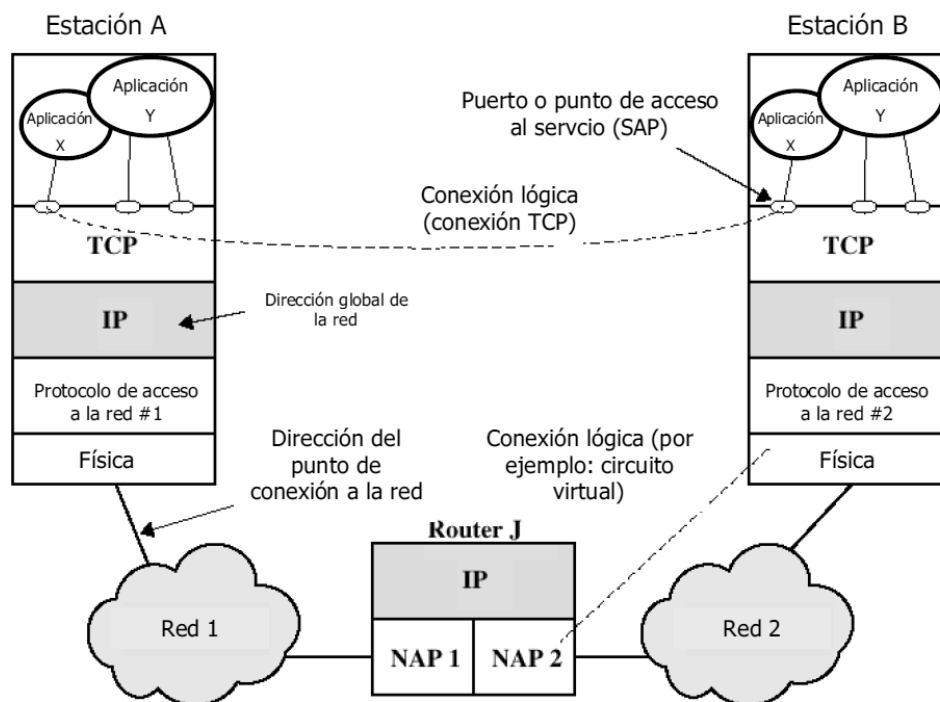 Estación A
Estación B
Aplicación
Y
Aplicación
X
Puerto o punto de acceso
al servcio (SAP)
Aplicación
Y
Aplicación
X
Conexión lógica
(conexión TCP)
TCP
TCP
IP
Dirección global de
la red
IP
Protocolo de acceso
a la red #1
Protocolo de acceso
a la red #2
Física
Dirección del
punto de
conexión a la red
Conexión lógica (por
ejemplo: circuito
virtual)
Física
Router J
IP
Red 1
NAP 1
NAP 2
Red 2